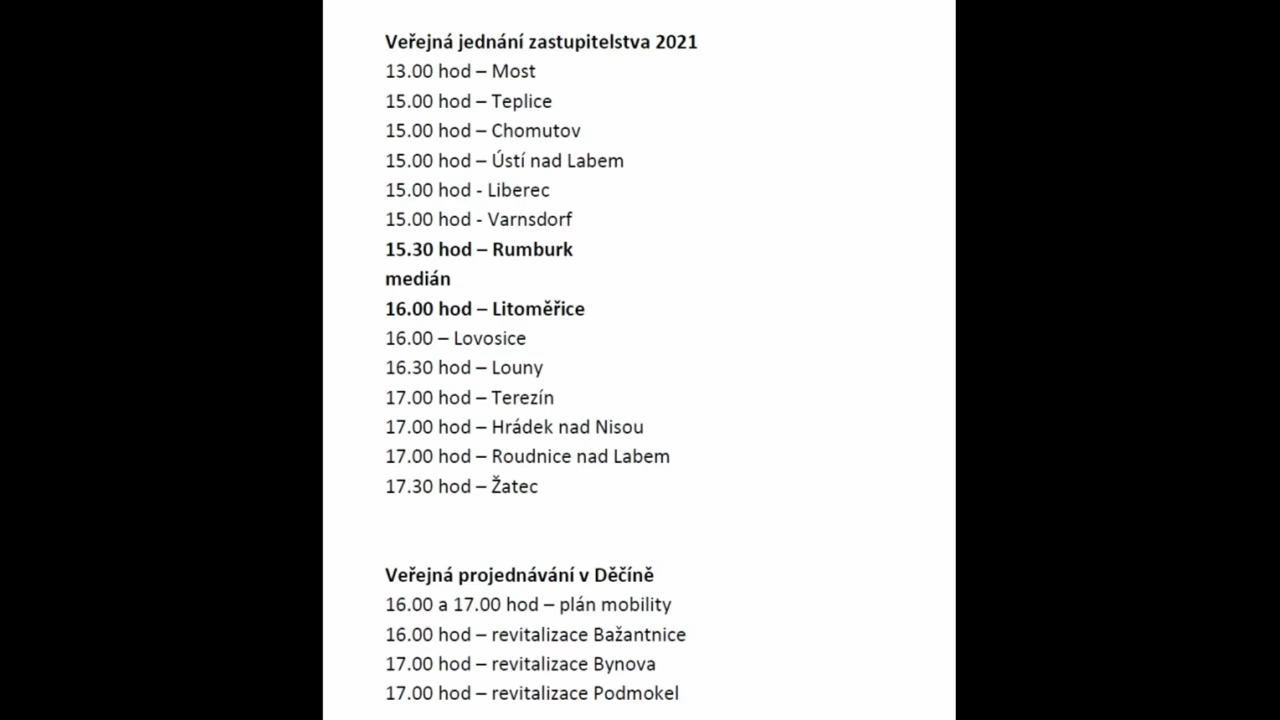 Veřejná jednání zastupitelstva 2021
13.00 hod – Most
15.00 hod – Teplice
15.00 hod – Chomutov
15.00 hod – Ústí nad Labem
15.00 hod - Liberec
15.00 hod - Varnsdorf
15.30 hod – Rumburk
medián
16.00 hod – Litoměřice
16.00 – Lovosice
16.30 hod – Louny
17.00 hod – Terezín
17.00 hod – Hrádek nad Nisou
17.00 hod – Roudnice nad Labem
17.30 hod – Žatec
Veřejná projednávání v Děčíně
16.00 a 17.00 hod – plán mobility
16.00 hod – revitalizace Bažantnice
17.00 hod – revitalizace Bynova
17.00 hod – revitalizace Podmokel